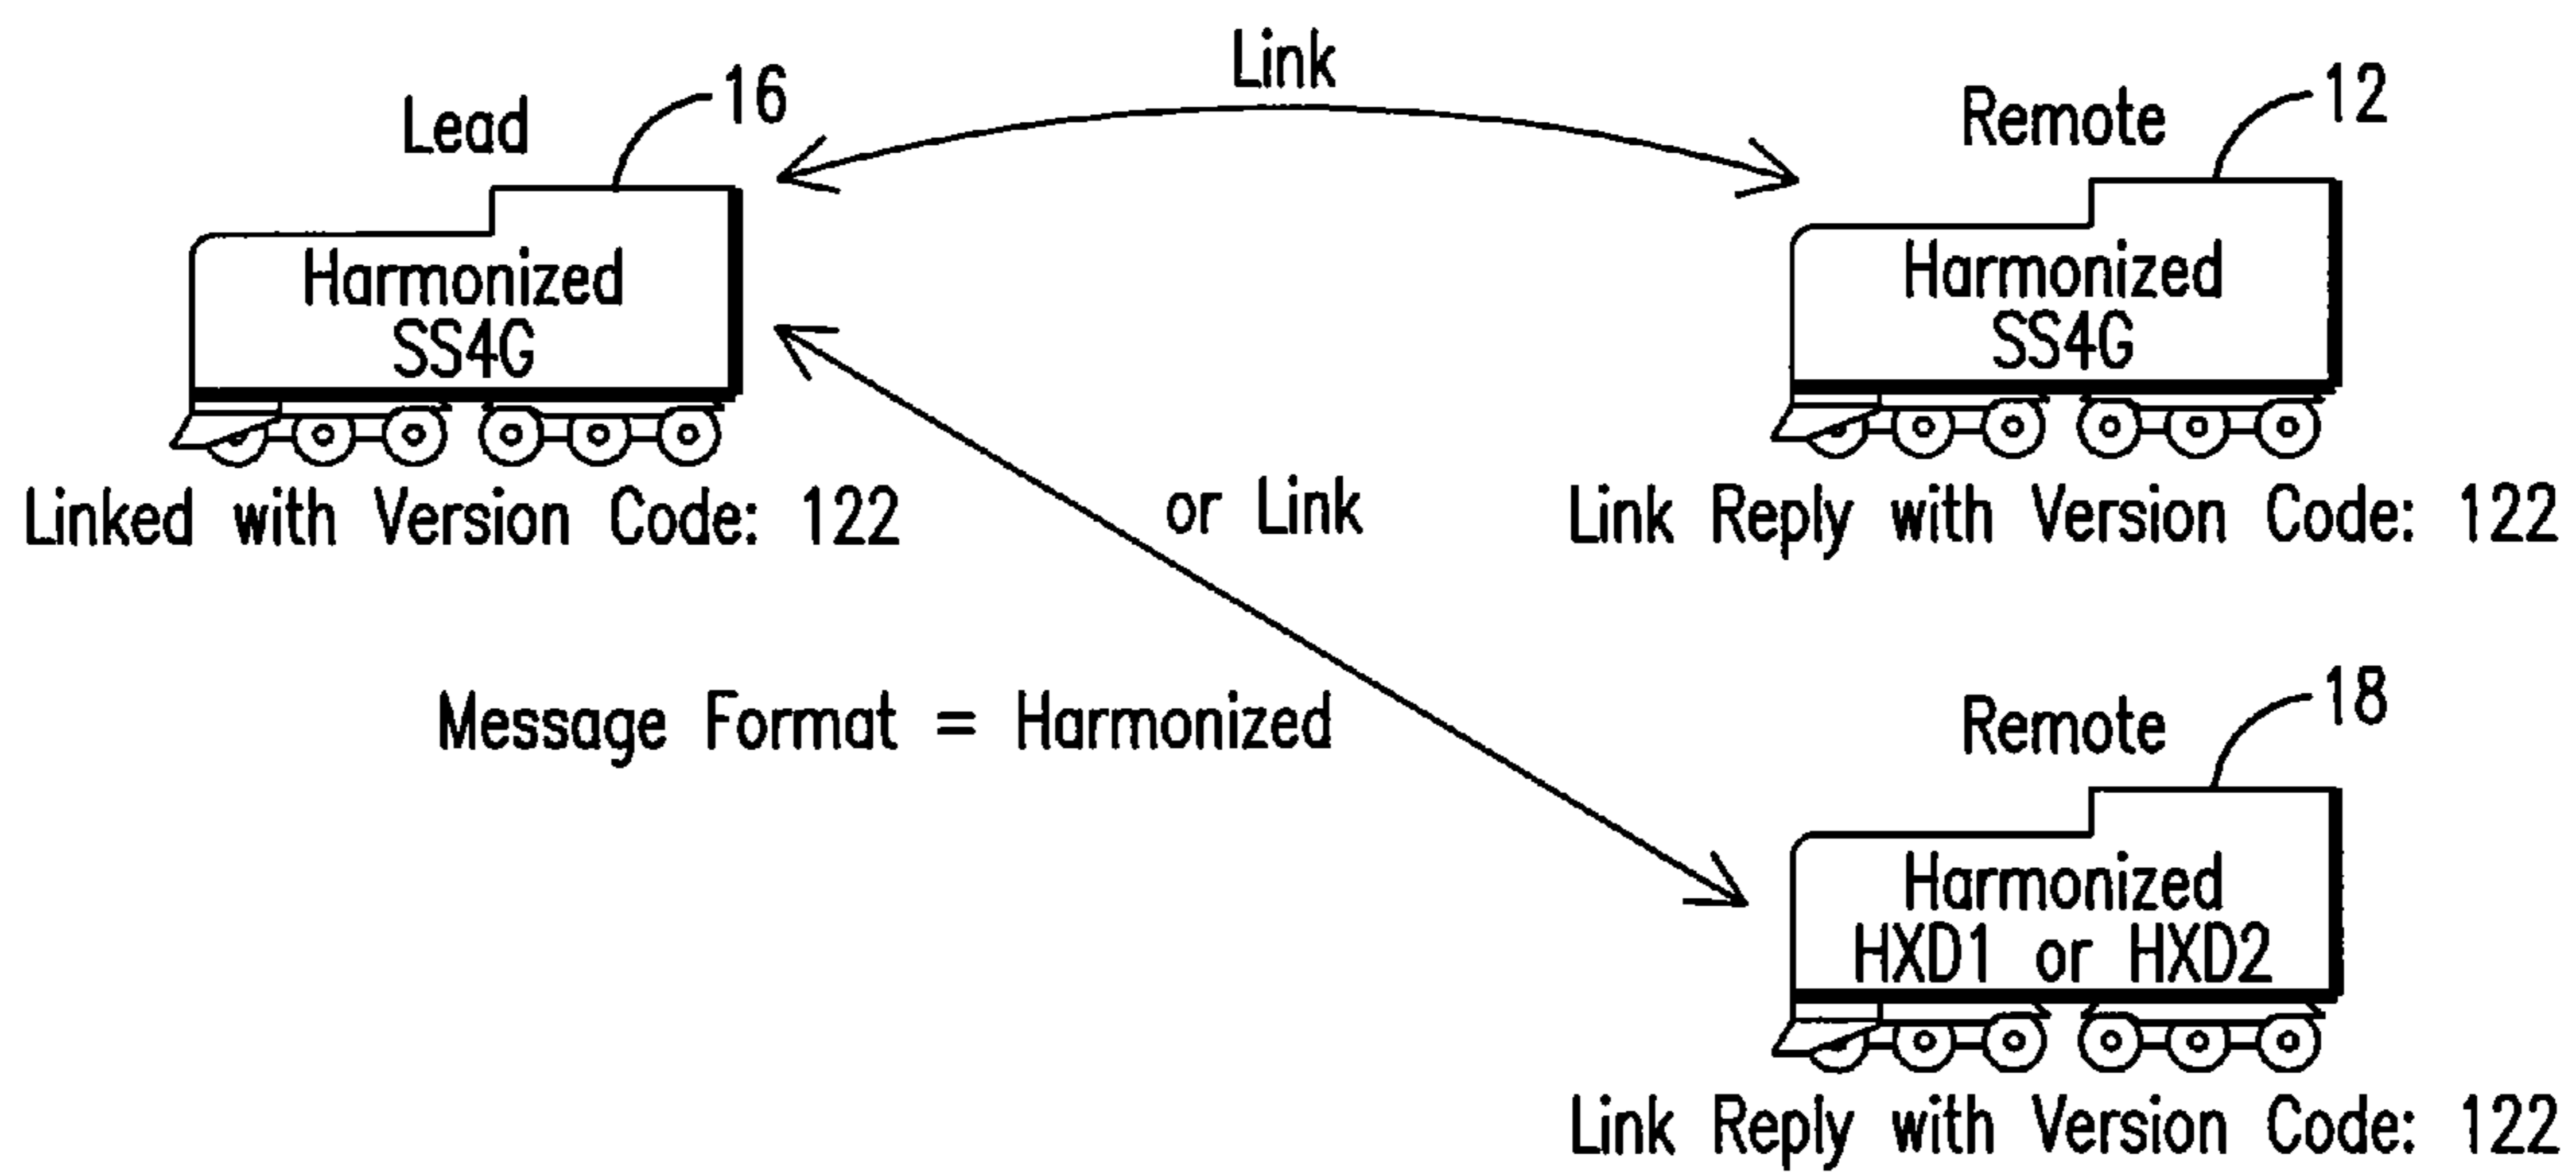 Link
Lead
16
Remote
12
Harmonized
SS4G
Harmonized
SS4G
Linked with Version Code: 122
or Link
Link Reply with Version Code: 122
Message Format = Harmonized
Remote
18
Harmonized
HXD1 or HXD2
Link Reply with Version Code: 122